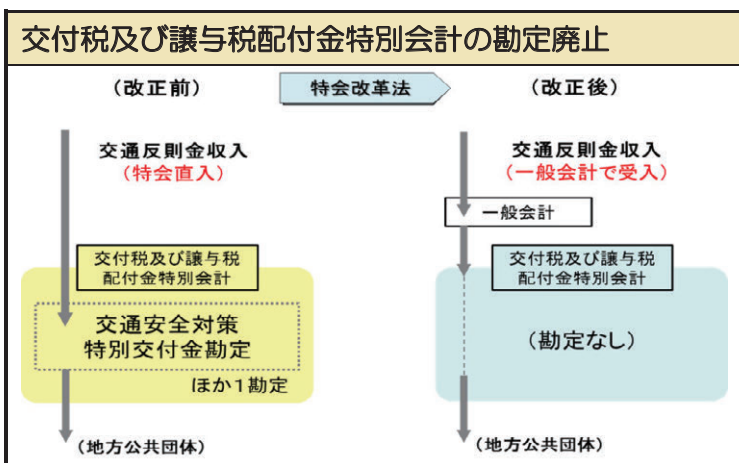 交付税及び譲与税配付金特別会計の勘定廃止
（改正前）
特会改革法
（改正後）
交通反則金収入
（特会直入）
交付税及び譲与税
配付金特別会計
交通安全対策
特別交付金勘定
ほか１勘定
（地方公共団体）
交通反則金収入
（一般会計で受入）
一般会計
交付税及び譲与税
配付金特別会計
（勘定なし）
（地方公共団体）